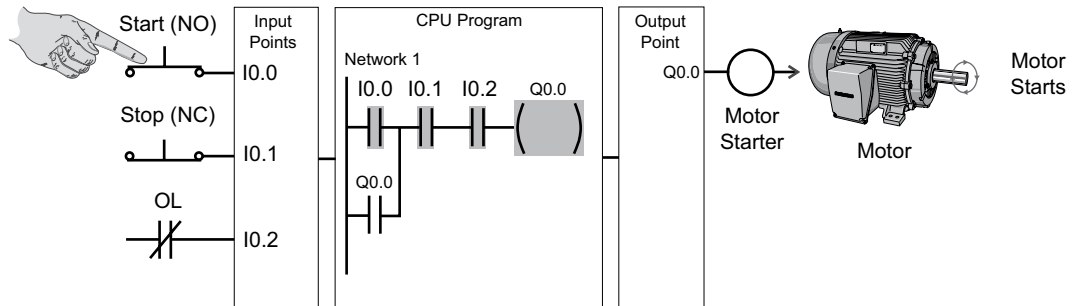 Start (NO)
I0.0
Stop (NC)
I0.1
OL
I0.2
Input
Points
CPU Program
Network 1
I0.0 I0.1 I0.2 Q0.0
Q0.0
Output
Point
Q0.0
Motor
Starter
Motor
Motor
Starts